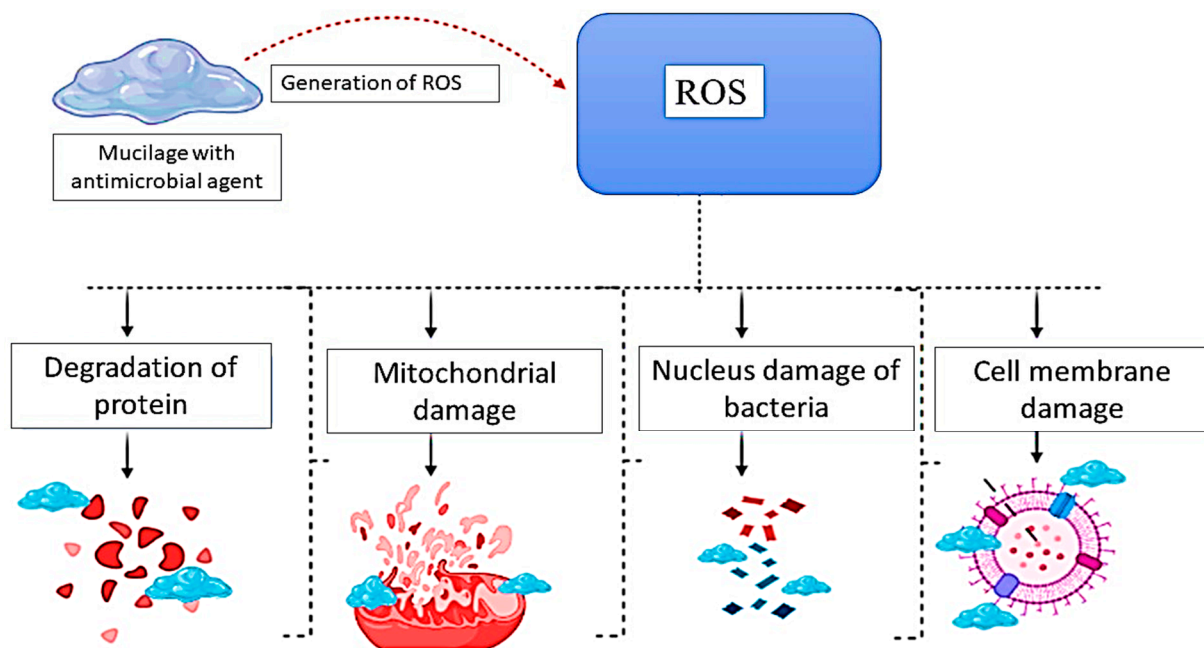 Generation of ROS
ROS
Mucilage with
antimicrobial agent
Degradation of
protein
Mitochondrial
damage
Nucleus damage of
bacteria
Cell membrane
damage